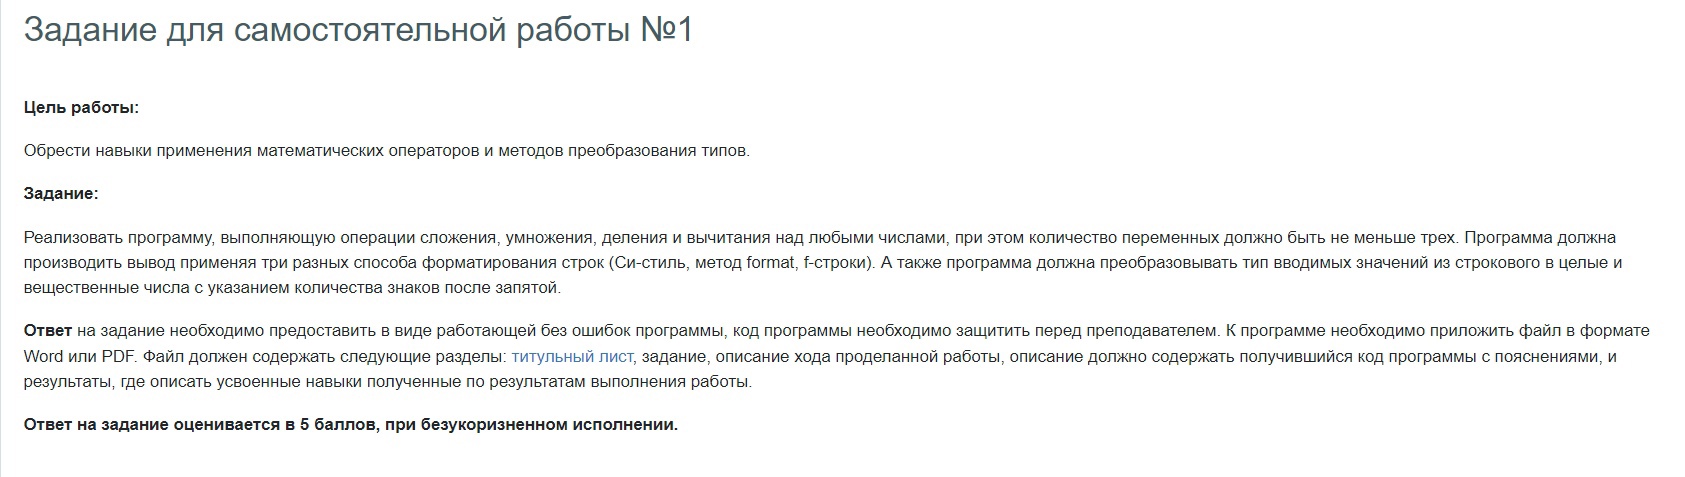 Задание для самостоятельной работы №1
Цель работы:
Обрести навыки применения математических операторов и методов преобразования типов.
Задание:
Реализовать программу, выполняющую операции сложения, умножения, деления и вычитания над любыми числами, при этом количество переменных должно быть не меньше трех. Программа должна
производить вывод применяя три разных способа форматирования строк (Си-стиль, метод format, f-строки). А также программа должна преобразовывать тип вводимых значений из строкового в целые и
вещественные числа с указанием количества знаков после запятой.
Ответ на задание необходимо предоставить в виде работающей без ошибок программы, код программы необходимо защитить перед преподавателем. К программе необходимо приложить файл в формате
Word или PDF. Файл должен содержать следующие разделы: титульный лист, задание, описание хода проделанной работы, описание должно содержать получившийся код программы с пояснениями, и
результаты, где описать усвоенные навыки полученные по результатам выполнения работы.
Ответ на задание оценивается в 5 баллов, при безукоризненном исполнении.